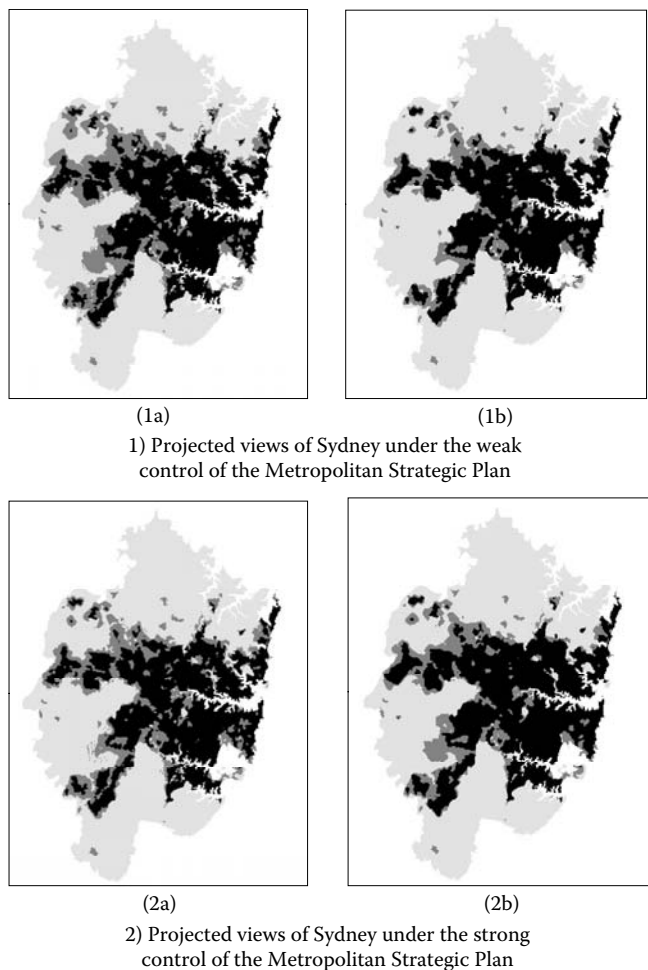 (1a)
(1b)
1) Projected views of Sydney under the weak
control of the Metropolitan Strategic Plan
(2a)
(2b)
2) Projected views of Sydney under the strong
control of the Metropolitan Strategic Plan